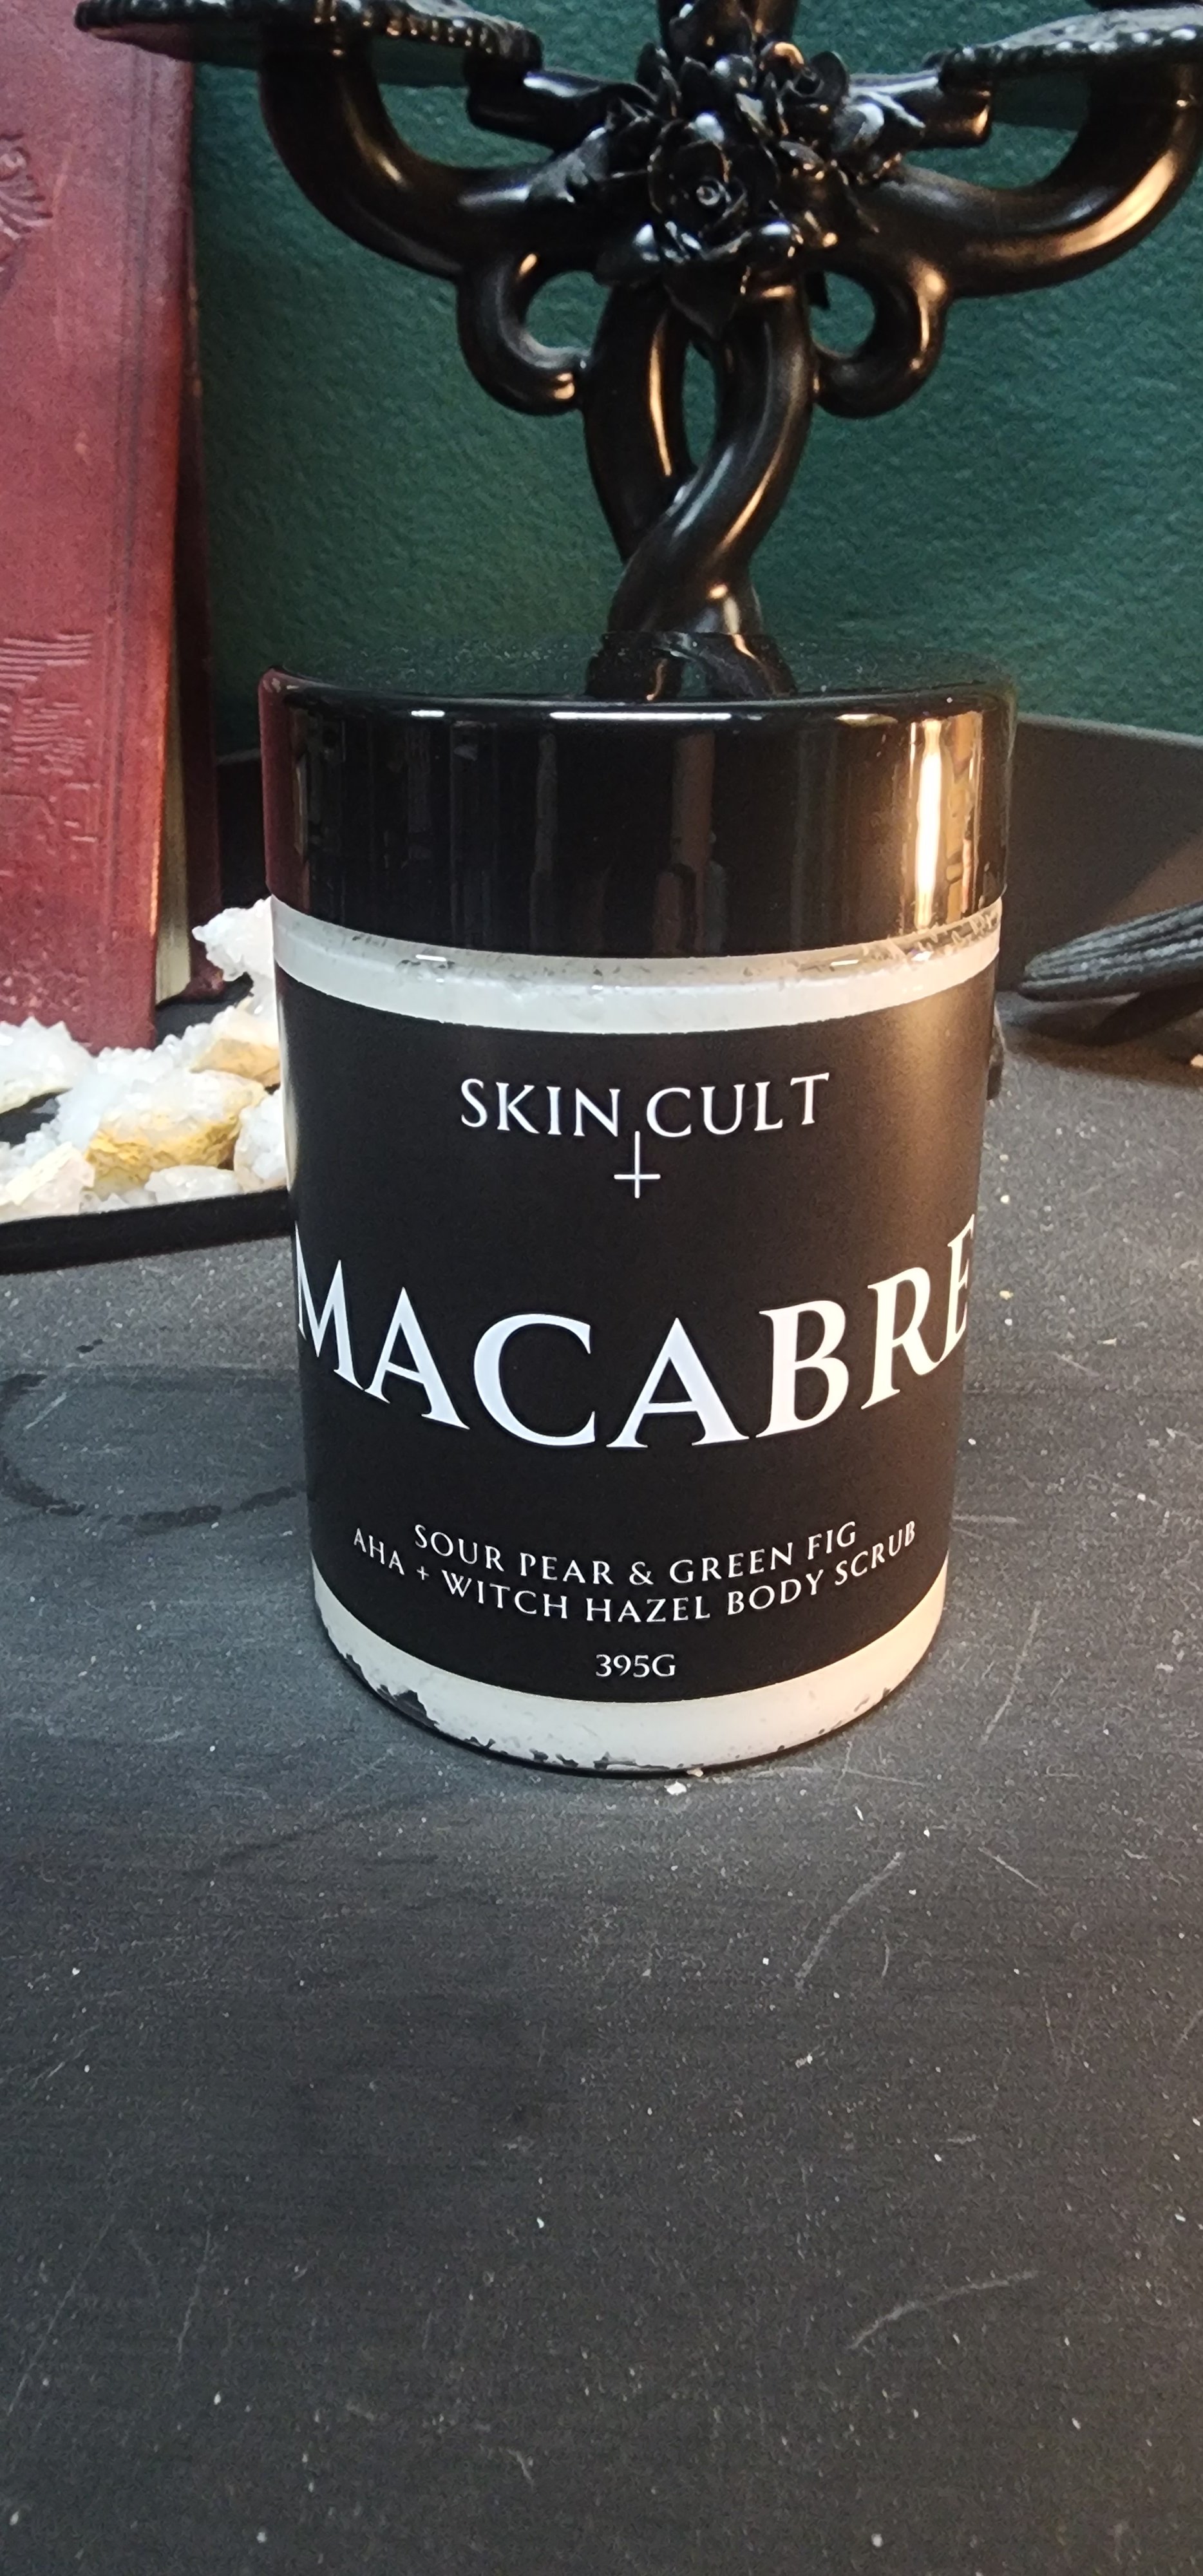 SKIN CULT
MACABRE
SOUR PEAR & GREEN FIG
AHA + WITCH HAZEL BODY SCRUB
395G